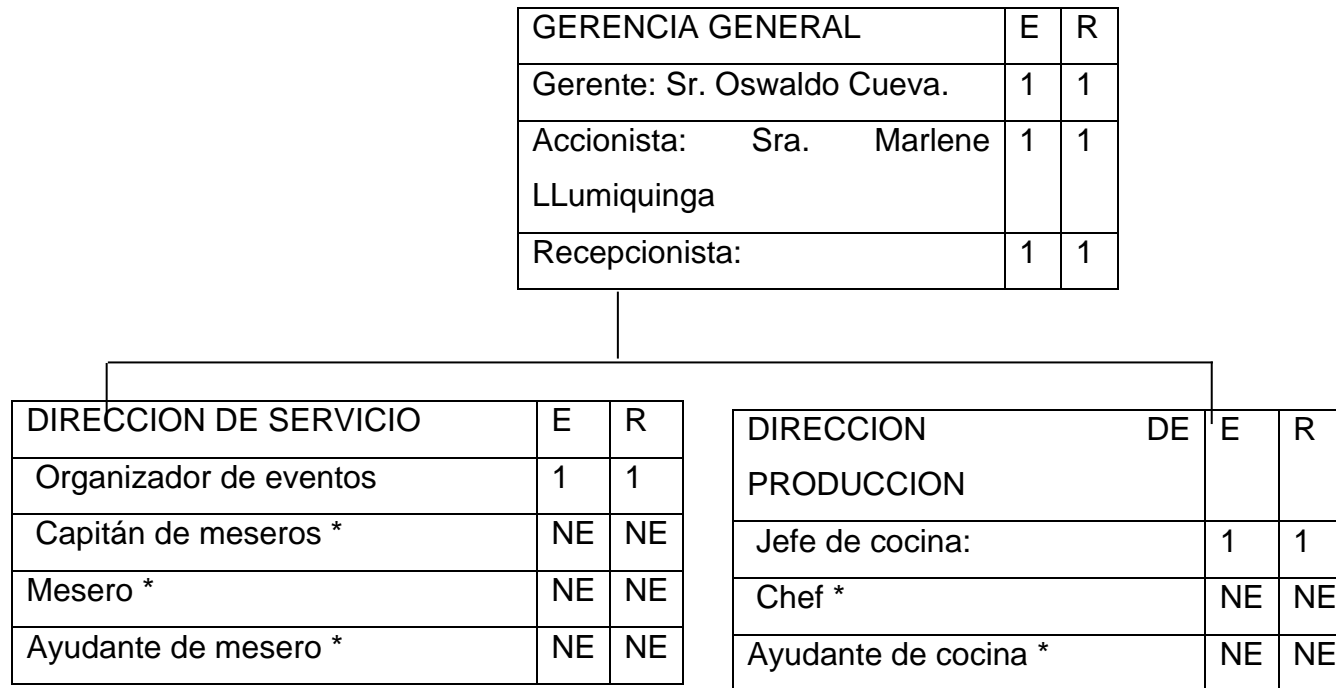 GERENCIA GENERAL E R
Gerente: Sr. Oswaldo Cueva. 1 1
Accionista: Sra. Marlene 1 1
LLumiquinga
Recepcionista: 1 1
DIRECCION DE SERVICIO E R
Organizador de eventos 1 1
Capitán de meseros * NE NE
Mesero * NE NE
Ayudante de mesero * NE NE
DIRECCION DE E R
PRODUCCION
Jefe de cocina: 1 1
Chef * NE NE
Ayudante de cocina * NE NE